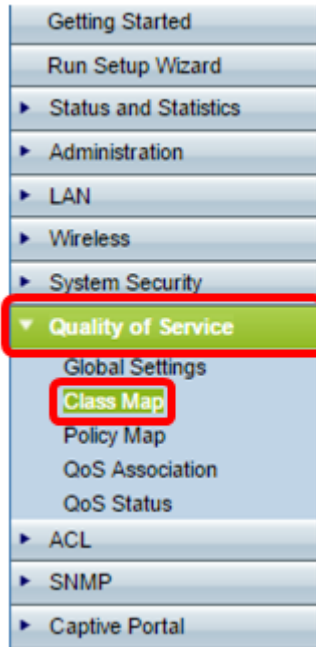 Getting Started
Run Setup Wizard
Status and Statistics
Administration
LAN
Wireless
System Security
Quality of Service
Global Settings
Class Map
Policy Map
QoS Association
QoS Status
ACL
SNMP
Captive Portal